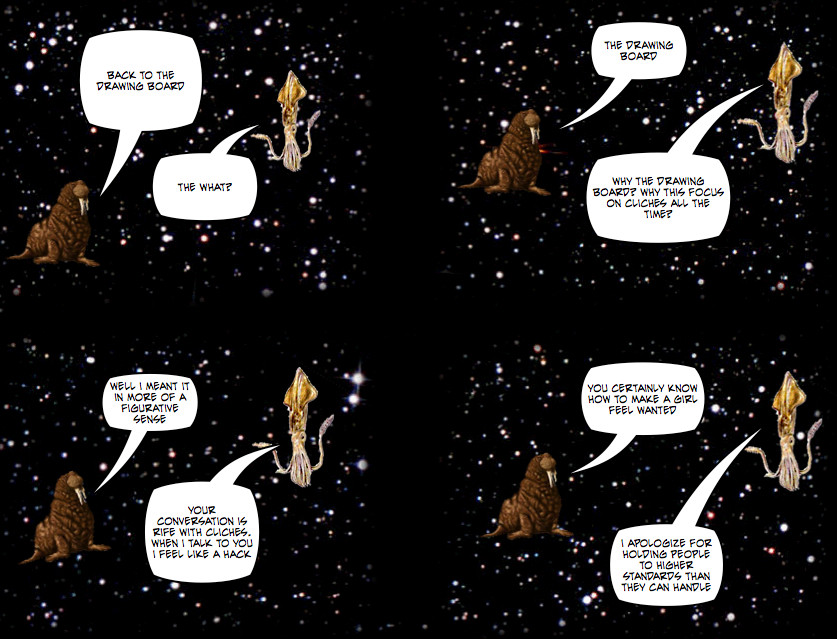 BACK TO THE
DRAWING BOARD
THE WHAT?
THE DRAWING
BOARD
WHY THE DRAWING
BOARD? WHY THIS FOCUS
ON CLICHES ALL THE
TIME?
WELL I MEANT IT
IN MORE OF A
FIGURATIVE
SENSE
YOUR
CONVERSATION IS
RIFE WITH CLICHES.
WHEN I TALK TO YOU
I FEEL LIKE A HACK
YOU CERTAINLY KNOW
HOW TO MAKE A GIRL
FEEL WANTED
I APOLOGIZE FOR
HOLDING PEOPLE
TO HIGHER
STANDARDS THAN
THEY CAN HANDLE